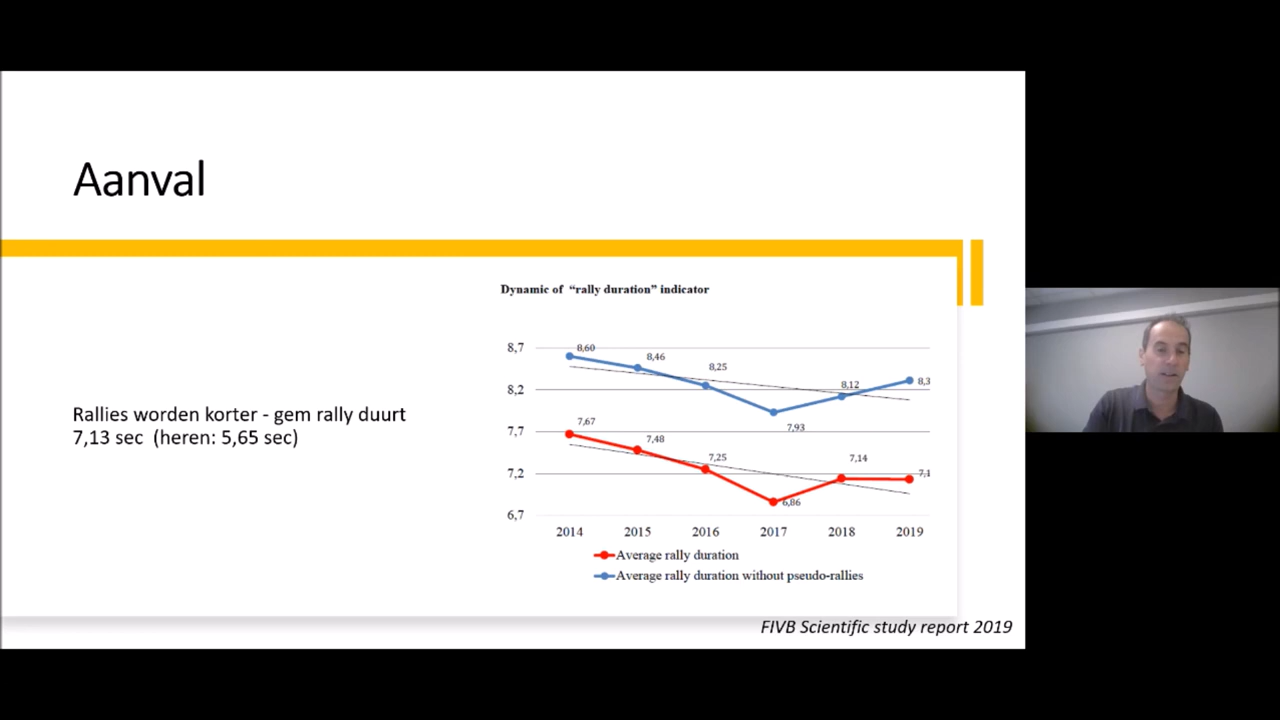 Aanval
Rallies worden korter - gem rally duurt
7,13 sec  (heren: 5,65 sec)
Dynamic of  “rally duration” indicator
8,7
8,2
7,7
7,2
6,7
8,60
8,46
8,25
7,93
8,12
8,3
7,67
7,48
7,25
6,86
7,14
7,1
2014 2015 2016 2017 2018 2019
Average rally duration
Average rally duration without pseudo-rallies
FIVB Scientific study report 2019